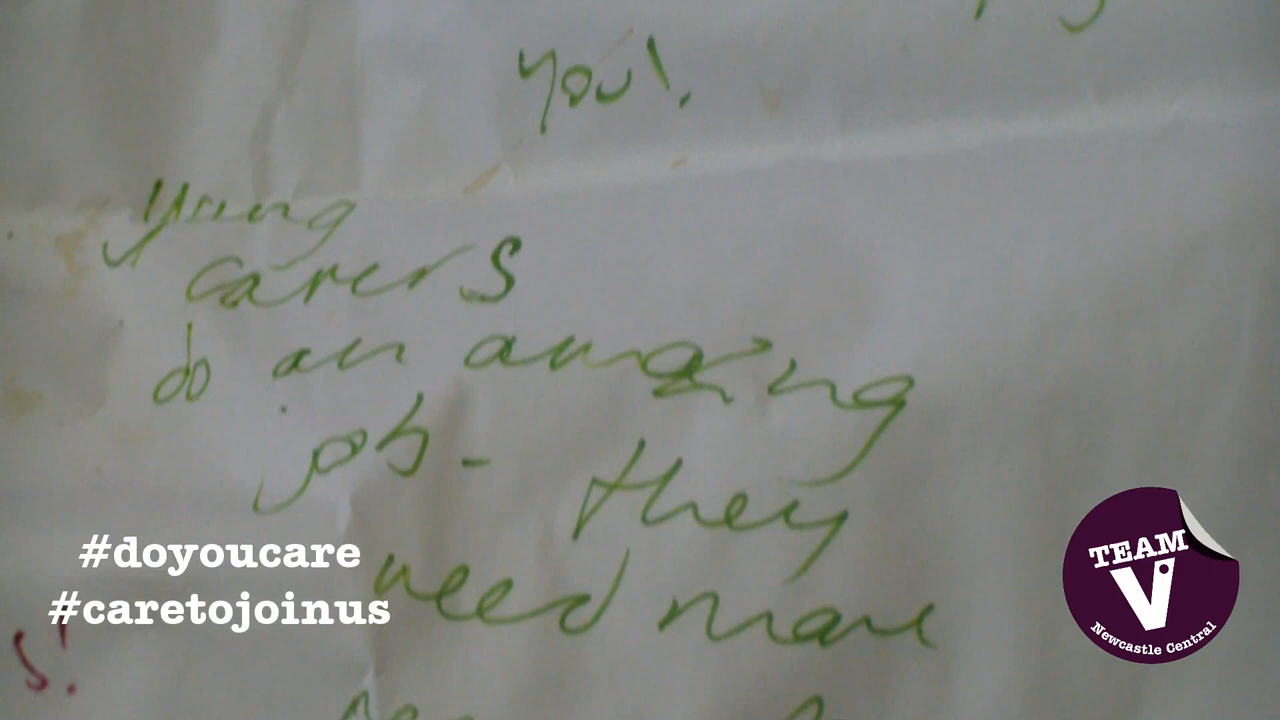 you!
Young
carers
do an amazing
job - they
need more
#doyoucare
#caretojoinus
s!
TEAM
V
Newcastle Central